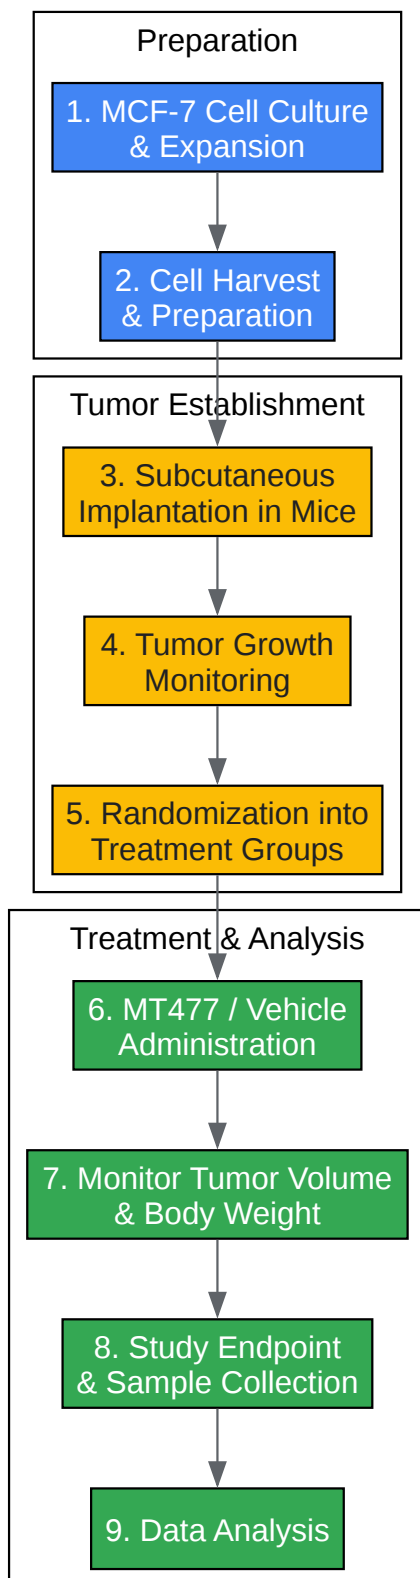 Preparation
1. MCF-7 Cell Culture
& Expansion
2. Cell Harvest
& Preparation
Tumor Establishment
3. Subcutaneous
Implantation in Mice
4. Tumor Growth
Monitoring
5. Randomization into
Treatment Groups
Treatment & Analysis
6. MT477 / Vehicle
Administration
7. Monitor Tumor Volume
& Body Weight
8. Study Endpoint
& Sample Collection
9. Data Analysis